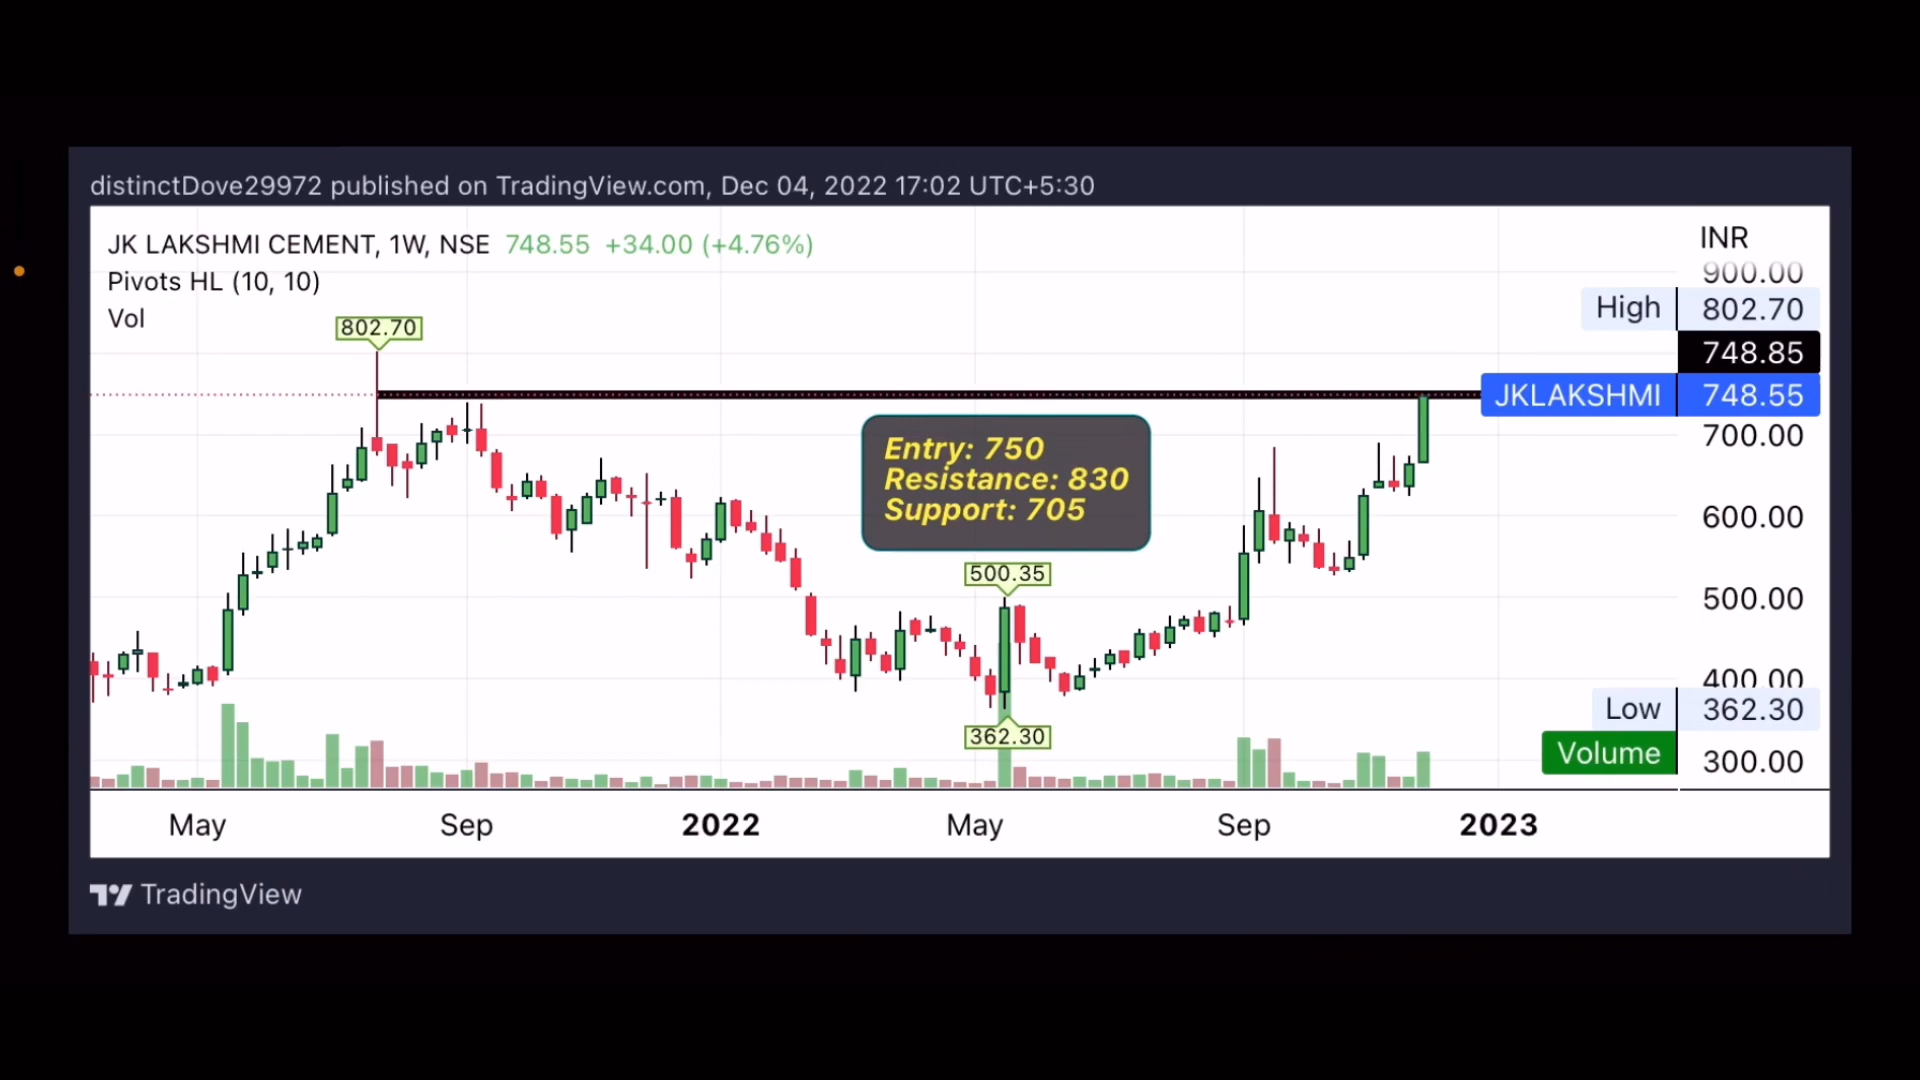 distinctDove29972 published on TradingView.com, Dec 04, 2022 17:02 UTC+5:30
JK LAKSHMI CEMENT, 1W, NSE 748.55 +34.00 (+4.76%)
Pivots HL (10, 10)
Vol
INR
900.00
High 802.70
748.85
JKLAKSHMI 748.55
700.00
600.00
500.00
400.00
Low 362.30
Volume
300.00
802.70
Entry: 750
Resistance: 830
Support: 705
500.35
362.30
May Sep 2022 May Sep 2023
TradingView